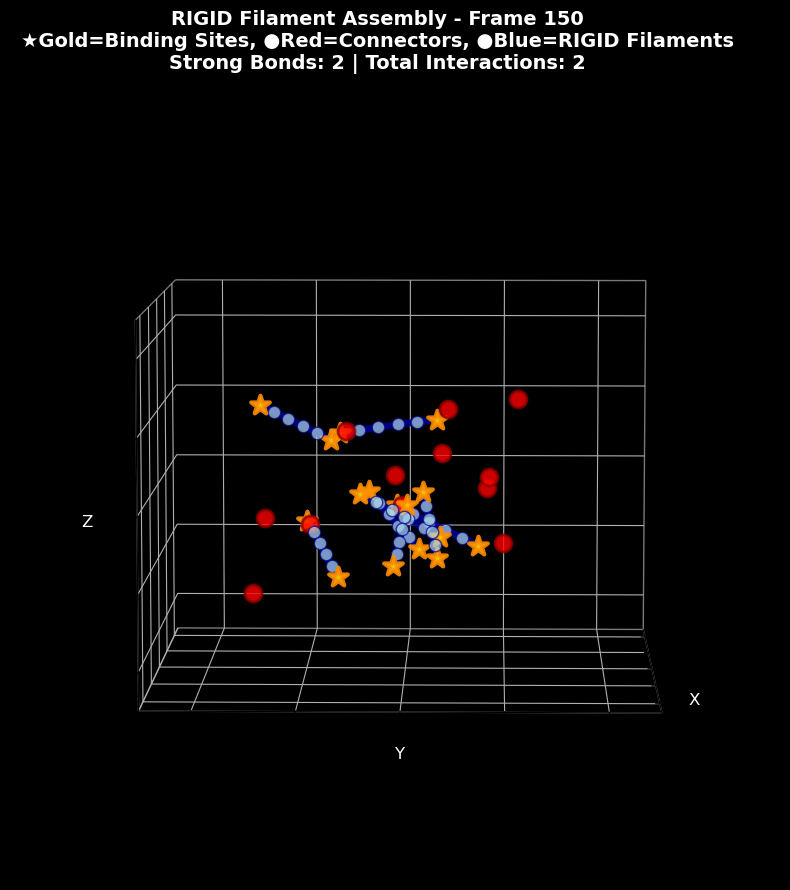 RIGID Filament Assembly - Frame 150
★Gold=Binding Sites, ●Red=Connectors, ●Blue=RIGID Filaments
Strong Bonds: 2 | Total Interactions: 2
Z
X
Y